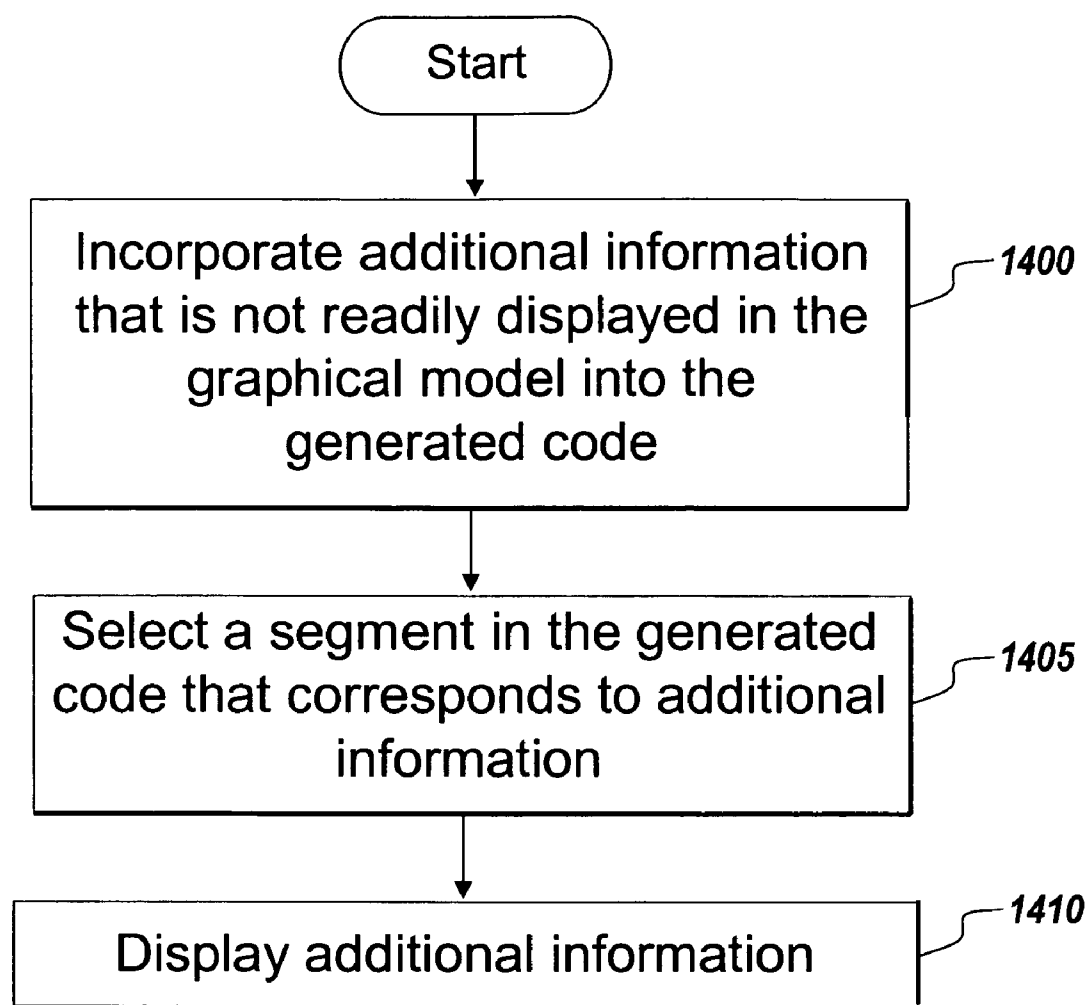 Start
Incorporate additional information
that is not readily displayed in the
graphical model into the
generated code
1400
Select a segment in the generated
code that corresponds to additional
information
1405
Display additional information
1410